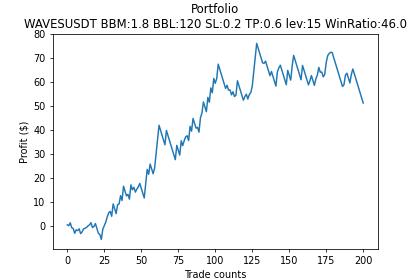 Portfolio
WAVESUSDT BBM:1.8 BBL:120 SL:0.2 TP:0.6 lev:15 WinRatio:46.0
80
70
60
50
40
30
20
10
0
Profit ($)
0 25 50 75 100 125 150 175 200
Trade counts